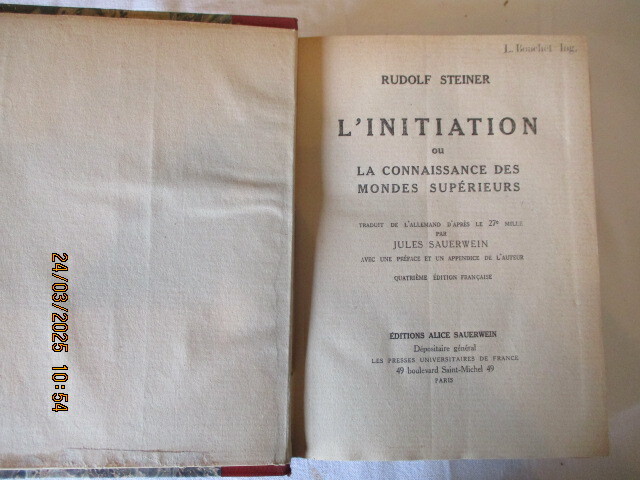 L. Bouchet Ing.
RUDOLF STEINER
L'INITIATION
OU
LA CONNAISSANCE DES
MONDES SUPÉRIEURS
TRADUIT DE L'ALLEMAND D'APRÈS LE 27e MILLE
PAR
JULES SAUERWEIN
AVEC UNE PRÉFACE ET UN APPENDICE DE L'AUTEUR
QUATRIÈME ÉDITION FRANÇAISE
ÉDITIONS ALICE SAUERWEIN
Dépositaire général
LES PRESSES UNIVERSITAIRES DE FRANCE
49 boulevard Saint-Michel 49
PARIS
24/03/2025 10:54